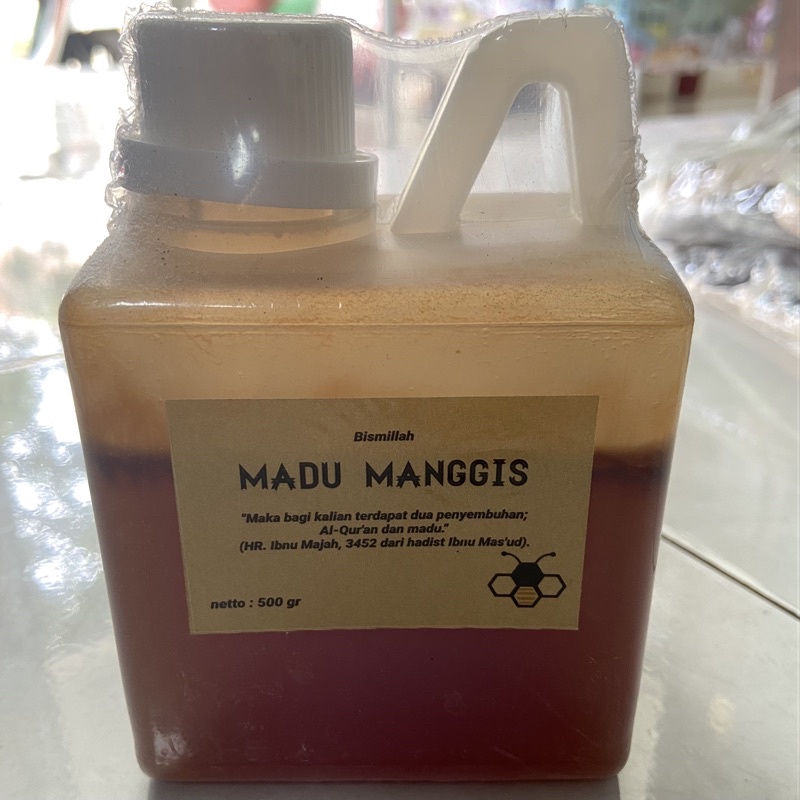 Bismillah
MADU MANGGIS
"Maka bagi kalian terdapat dua penyembuhan;
Al-Qur'an dan madu."
(HR. Ibnu Majah, 3452 dari hadist Ibnu Mas'ud).
netto : 500 gr